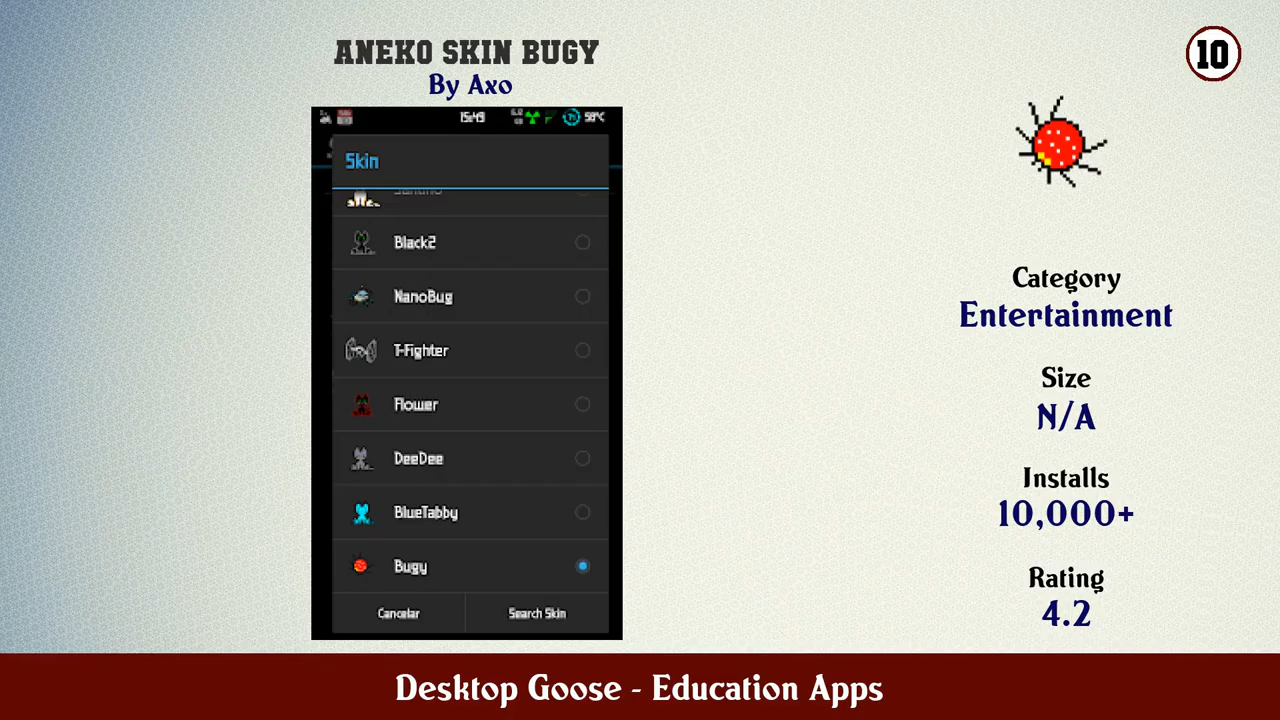 ANEKO SKIN BUGY
By Axo
10
15:49
58°C
Skin
Black2
NanoBug
T-Fighter
Flower
DeeDee
BlueTabby
Bugy
Cancelar
Search Skin
Category
Entertainment
Size
N/A
Installs
10,000+
Rating
4.2
Desktop Goose - Education Apps